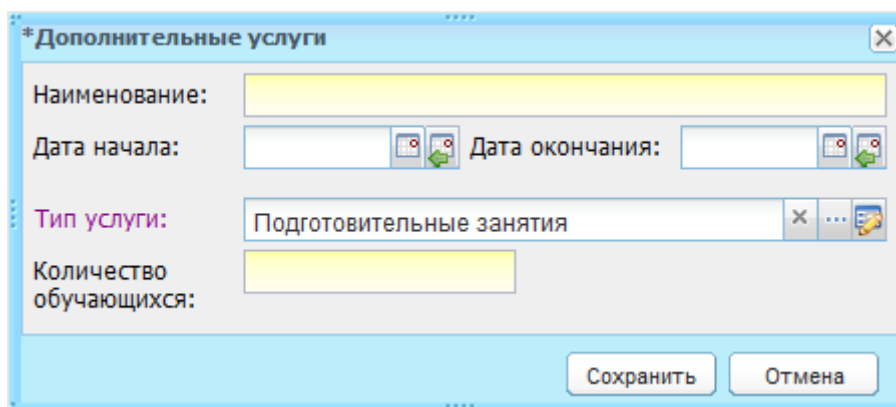 *Дополнительные услуги
Наименование:
Дата начала: Дата окончания:
Тип услуги: Подготовительные занятия
Количество
обучающихся:
Сохранить Отмена